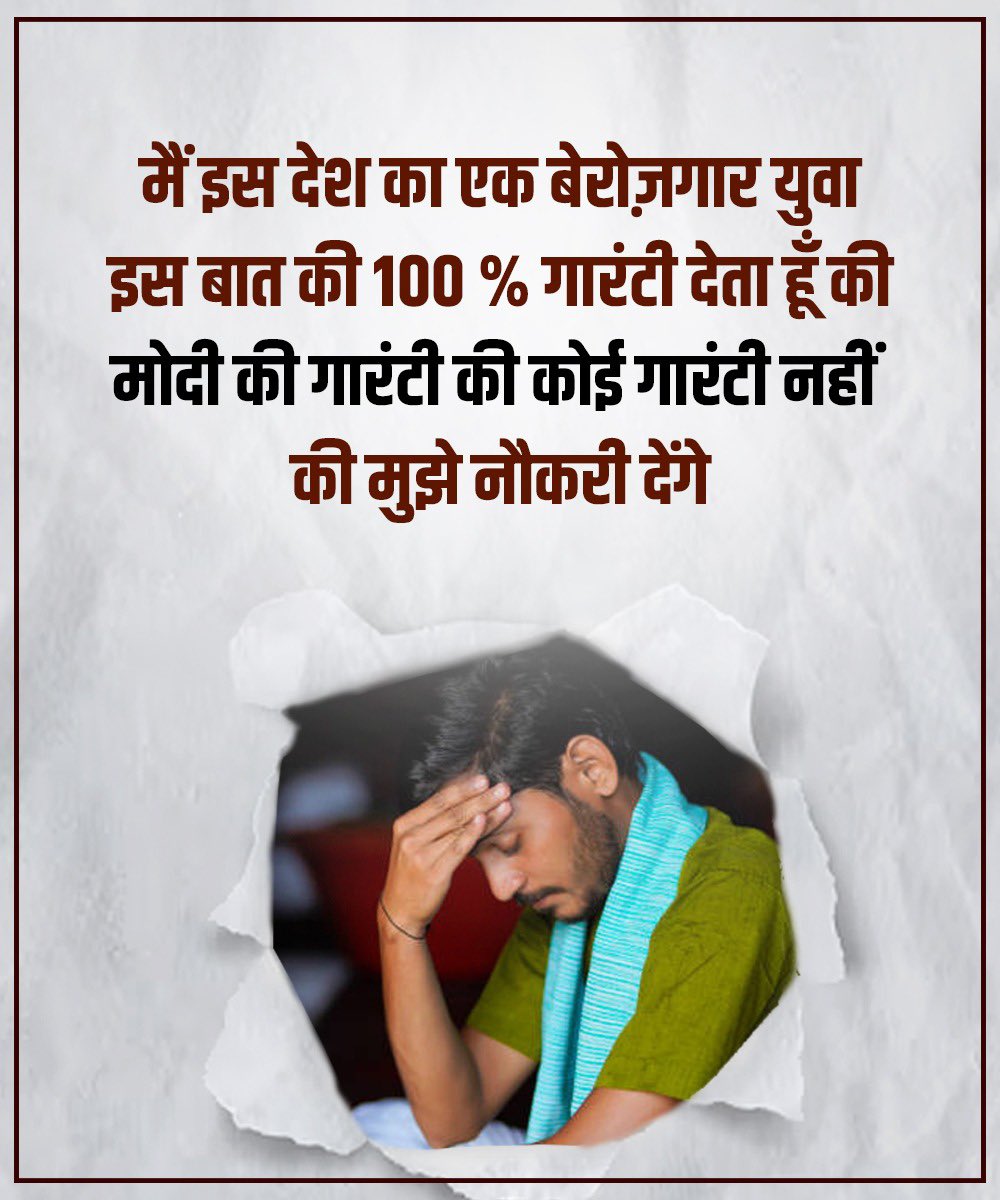 मैं इस देश का एक बेरोज़गार युवा
इस बात की 100 % गारंटी देता हूँ की
मोदी की गारंटी की कोई गारंटी नहीं
की मुझे नौकरी देंगे